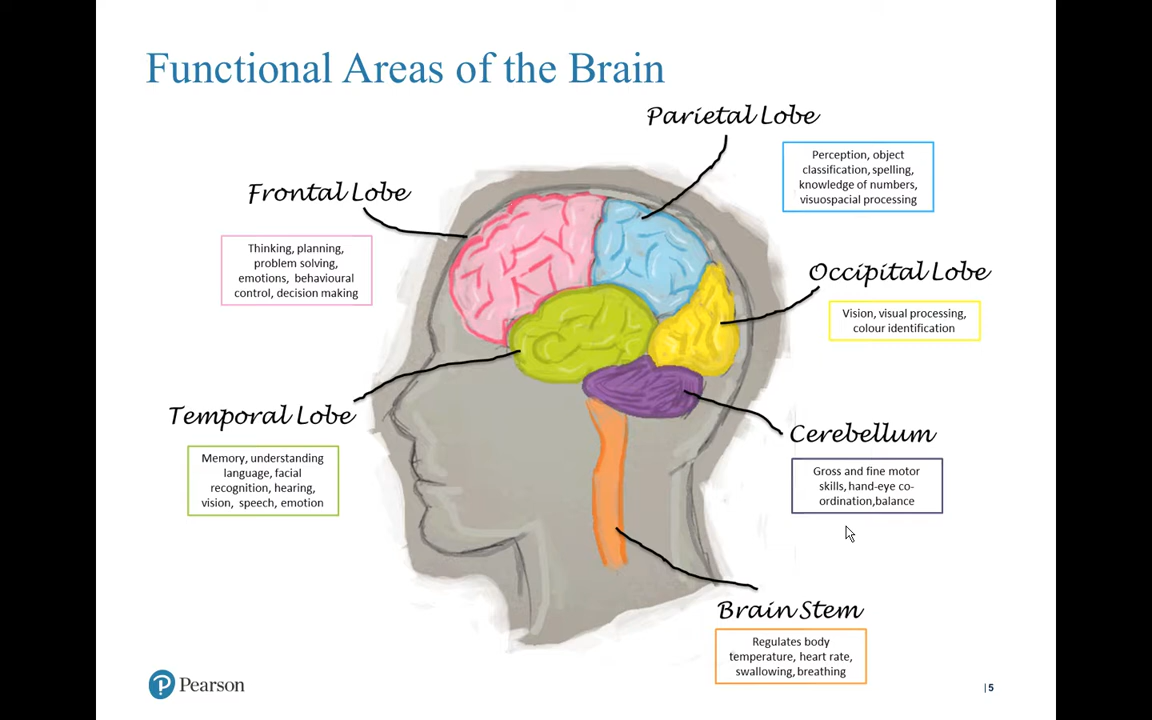 Functional Areas of the Brain
Parietal Lobe
Perception, object
classification, spelling,
knowledge of numbers,
visuospacial processing
Frontal Lobe
Thinking, planning,
problem solving,
emotions, behavioural
control, decision making
Occipital Lobe
Vision, visual processing,
colour identification
Temporal Lobe
Memory, understanding
language, facial
recognition, hearing,
vision, speech, emotion
Cerebellum
Gross and fine motor
skills, hand-eye co-
ordination,balance
Brain Stem
Regulates body
temperature, heart rate,
swallowing, breathing
Pearson
| 5